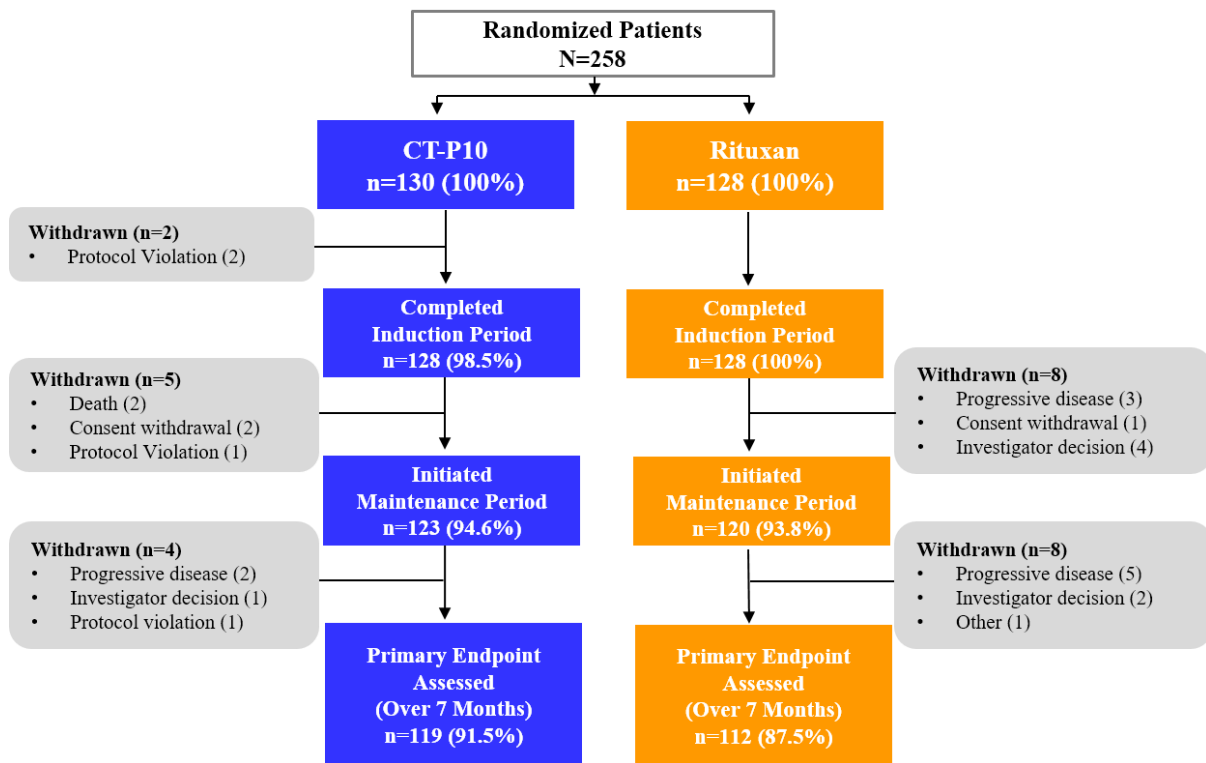 Randomized Patients
N=258
CT-P10
n=130 (100%)
Rituxan
n=128 (100%)
Withdrawn (n=2)
• Protocol Violation (2)
Completed
Induction Period
n=128 (98.5%)
Completed
Induction Period
n=128 (100%)
Withdrawn (n=5)
• Death (2)
• Consent withdrawal (2)
• Protocol Violation (1)
Withdrawn (n=8)
• Progressive disease (3)
• Consent withdrawal (1)
• Investigator decision (4)
Initiated
Maintenance Period
n=123 (94.6%)
Initiated
Maintenance Period
n=120 (93.8%)
Withdrawn (n=4)
• Progressive disease (2)
• Investigator decision (1)
• Protocol violation (1)
Withdrawn (n=8)
• Progressive disease (5)
• Investigator decision (2)
• Other (1)
Primary Endpoint
Assessed
(Over 7 Months)
n=119 (91.5%)
Primary Endpoint
Assessed
(Over 7 Months)
n=112 (87.5%)